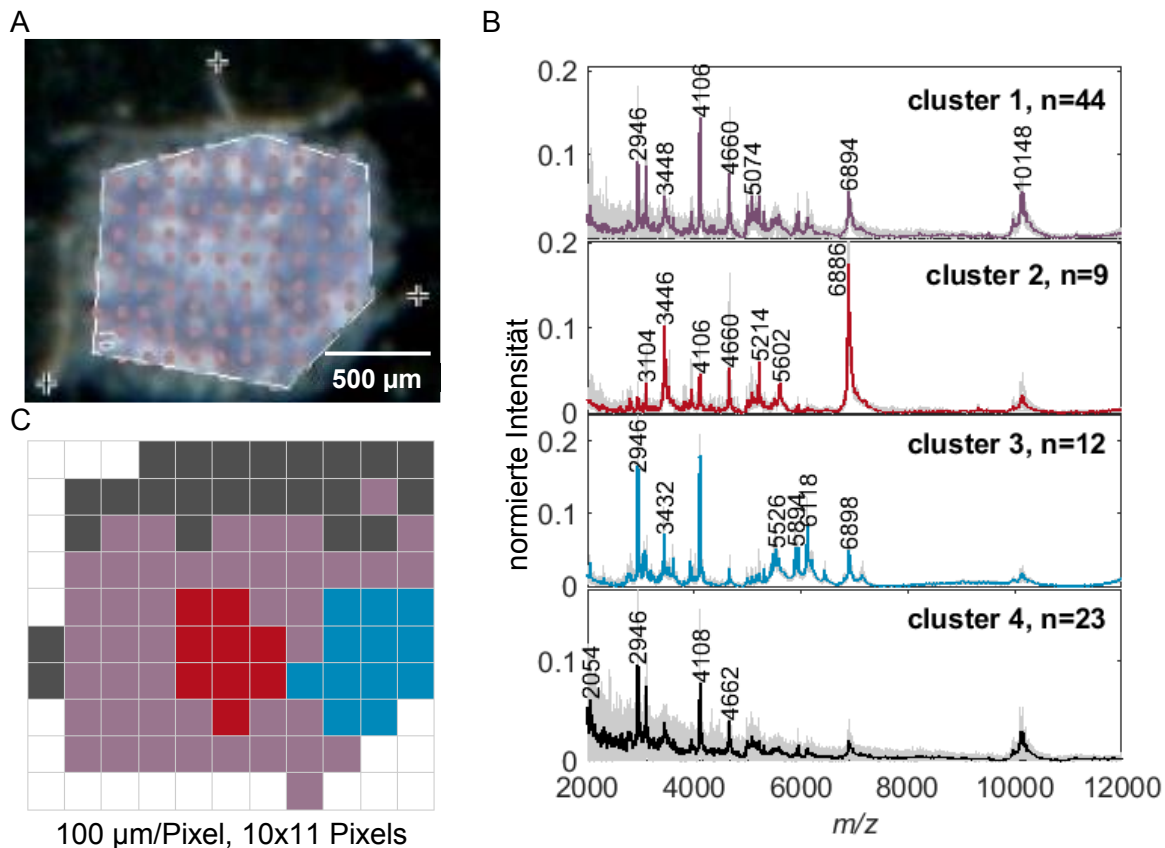 A
500 µm
B
normierte Intensität
0.2
0.1
0
2946
3448
4106
4660
5074
6894
10148
cluster 1, n=44
0.2
0.1
0
3104
3446
4106
4660
5214
5602
6886
cluster 2, n=9
0.2
0.1
0
2946
3432
5526
5894
6118
6898
cluster 3, n=12
0.1
0
2054
2946
4108
4662
cluster 4, n=23
2000 4000 6000 8000 10000 12000
m/z
C
100 µm/Pixel, 10x11 Pixels